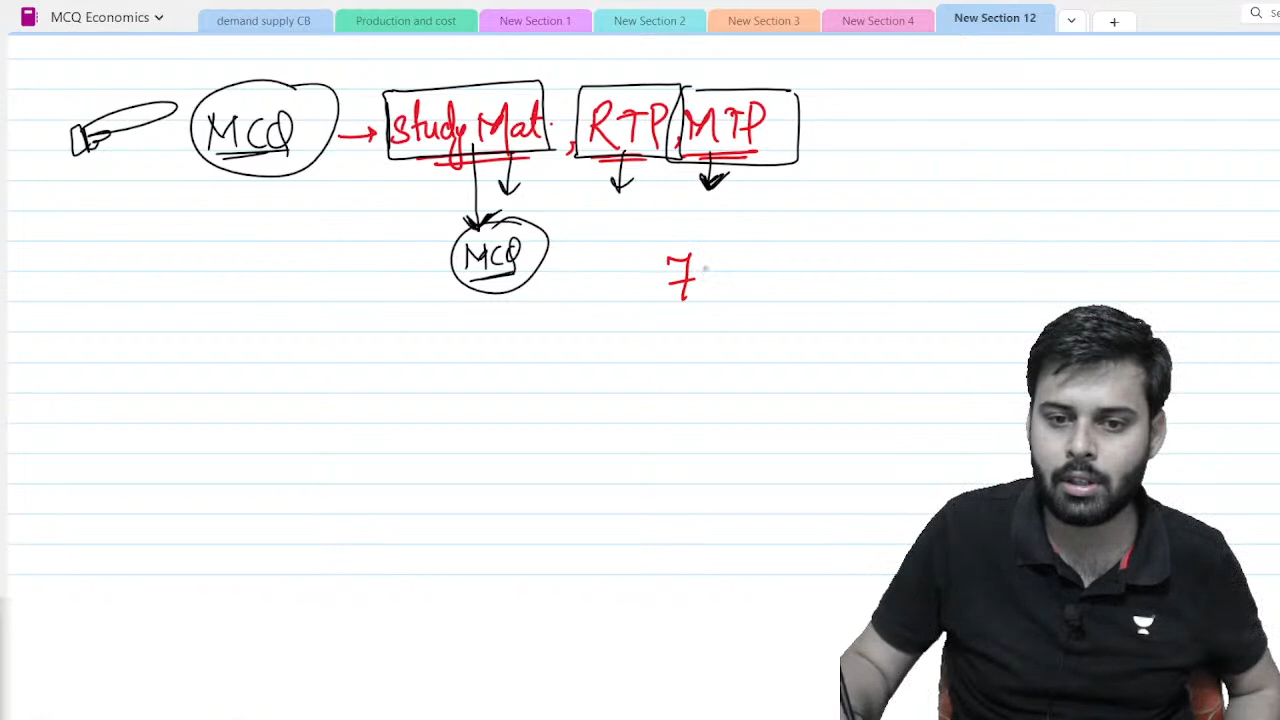 MCQ Economics demand supply CB Production and cost New Section 1 New Section 2 New Section 3 New Section 4 New Section 12
MCQ → Study Mat. , RTP , MTP
MCQ
7